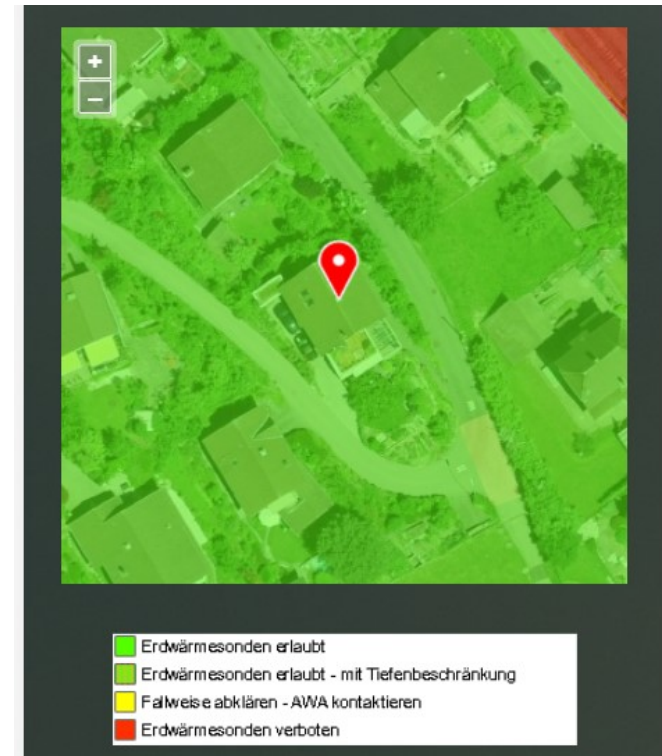 +
−
Erdwärmesonden erlaubt
Erdwärmesonden erlaubt - mit Tiefenbeschränkung
Fallweise abklären - AWA kontaktieren
Erdwärmesonden verboten